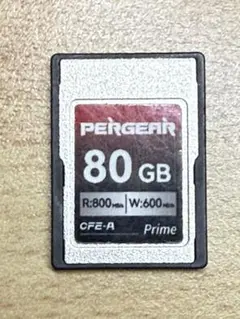 PERGEAR
80 GB
R:800 MB/s W:600 MB/s
CFE-A Prime